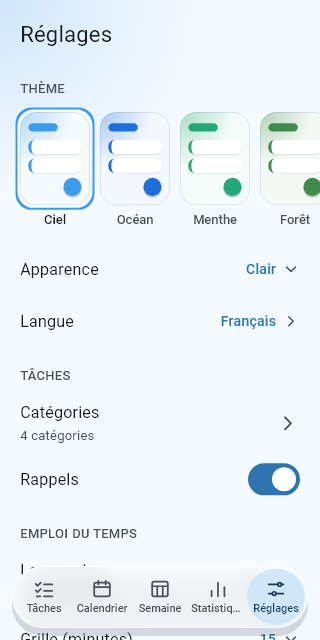 Réglages
THÈME
Ciel
Océan
Menthe
Forêt
Apparence
Clair
Langue
Français
TÂCHES
Catégories
4 catégories
Rappels
EMPLOI DU TEMPS
Tâches
Calendrier
Semaine
Statistiq...
Réglages
Grille (minutes)
15